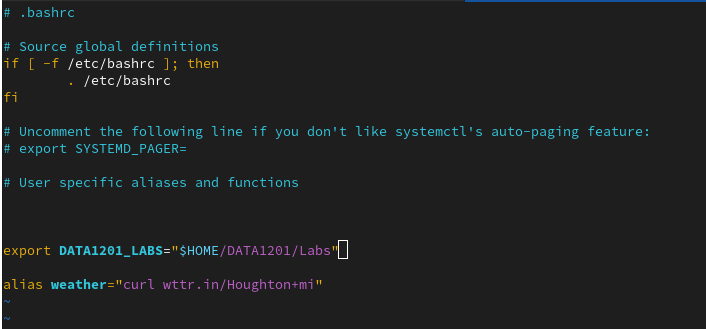 # .bashrc
# Source global definitions
if [ -f /etc/bashrc ]; then
        . /etc/bashrc
fi
# Uncomment the following line if you don't like systemctl's auto-paging feature:
# export SYSTEMD_PAGER=
# User specific aliases and functions
export DATA1201_LABS="$HOME/DATA1201/Labs"
alias weather="curl wttr.in/Houghton+mi"
~
~